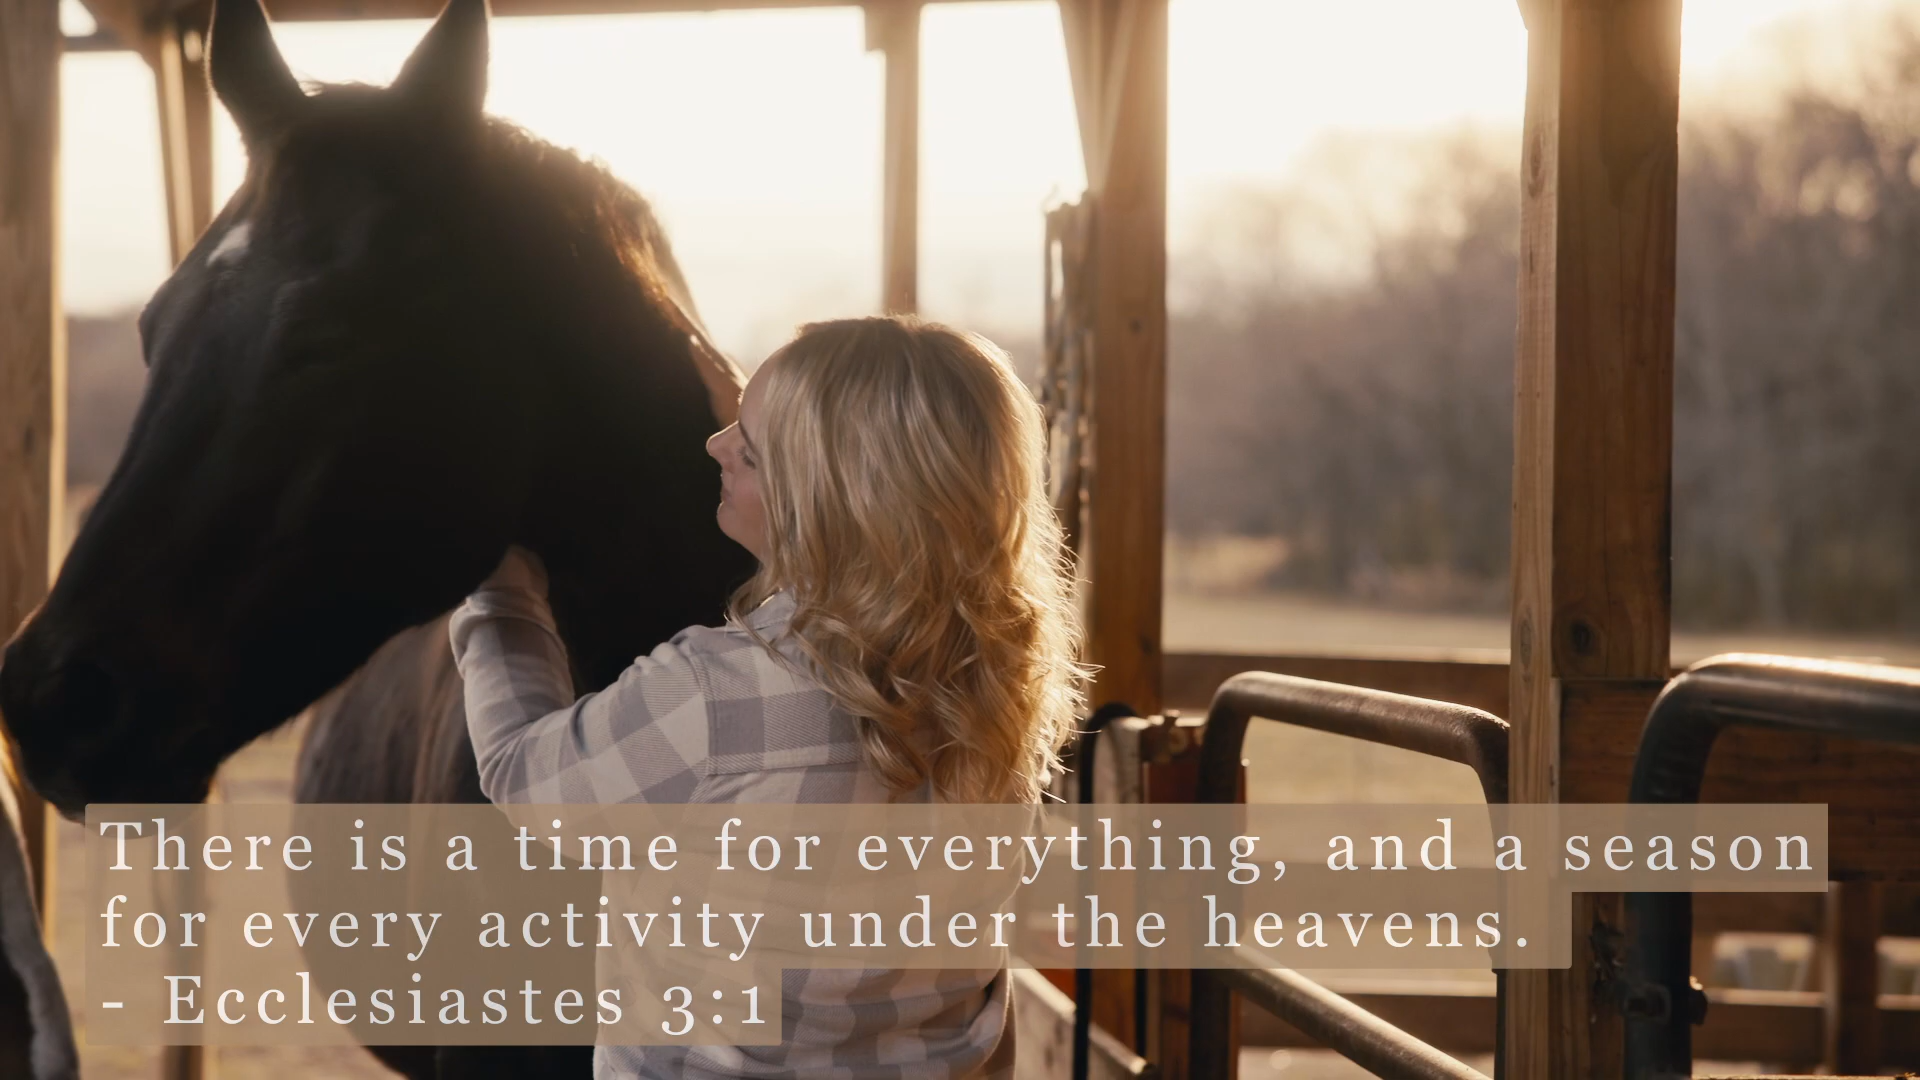 There is a time for everything, and a season
for every activity under the heavens.
- Ecclesiastes 3:1